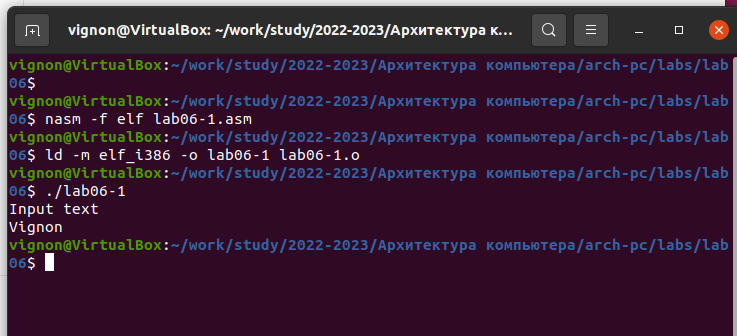 vignon@VirtualBox: ~/work/study/2022-2023/Архитектура к...
vignon@VirtualBox:~/work/study/2022-2023/Архитектура компьютера/arch-pc/labs/lab
06$
vignon@VirtualBox:~/work/study/2022-2023/Архитектура компьютера/arch-pc/labs/lab
06$ nasm -f elf lab06-1.asm
vignon@VirtualBox:~/work/study/2022-2023/Архитектура компьютера/arch-pc/labs/lab
06$ ld -m elf_i386 -o lab06-1 lab06-1.o
vignon@VirtualBox:~/work/study/2022-2023/Архитектура компьютера/arch-pc/labs/lab
06$ ./lab06-1
Input text
Vignon
vignon@VirtualBox:~/work/study/2022-2023/Архитектура компьютера/arch-pc/labs/lab
06$